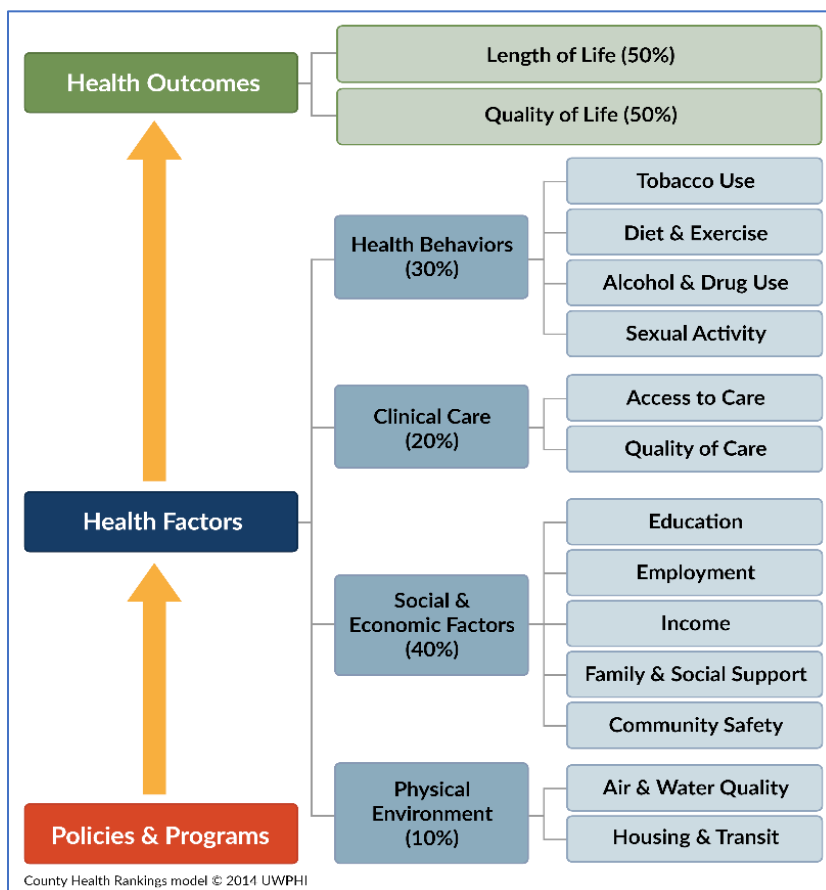 Health Outcomes
Length of Life (50%)
Quality of Life (50%)
Health Factors
Health Behaviors
(30%)
Tobacco Use
Diet & Exercise
Alcohol & Drug Use
Sexual Activity
Clinical Care
(20%)
Access to Care
Quality of Care
Social &
Economic Factors
(40%)
Education
Employment
Income
Family & Social Support
Community Safety
Physical
Environment
(10%)
Air & Water Quality
Housing & Transit
Policies & Programs
County Health Rankings model © 2014 UWPHI